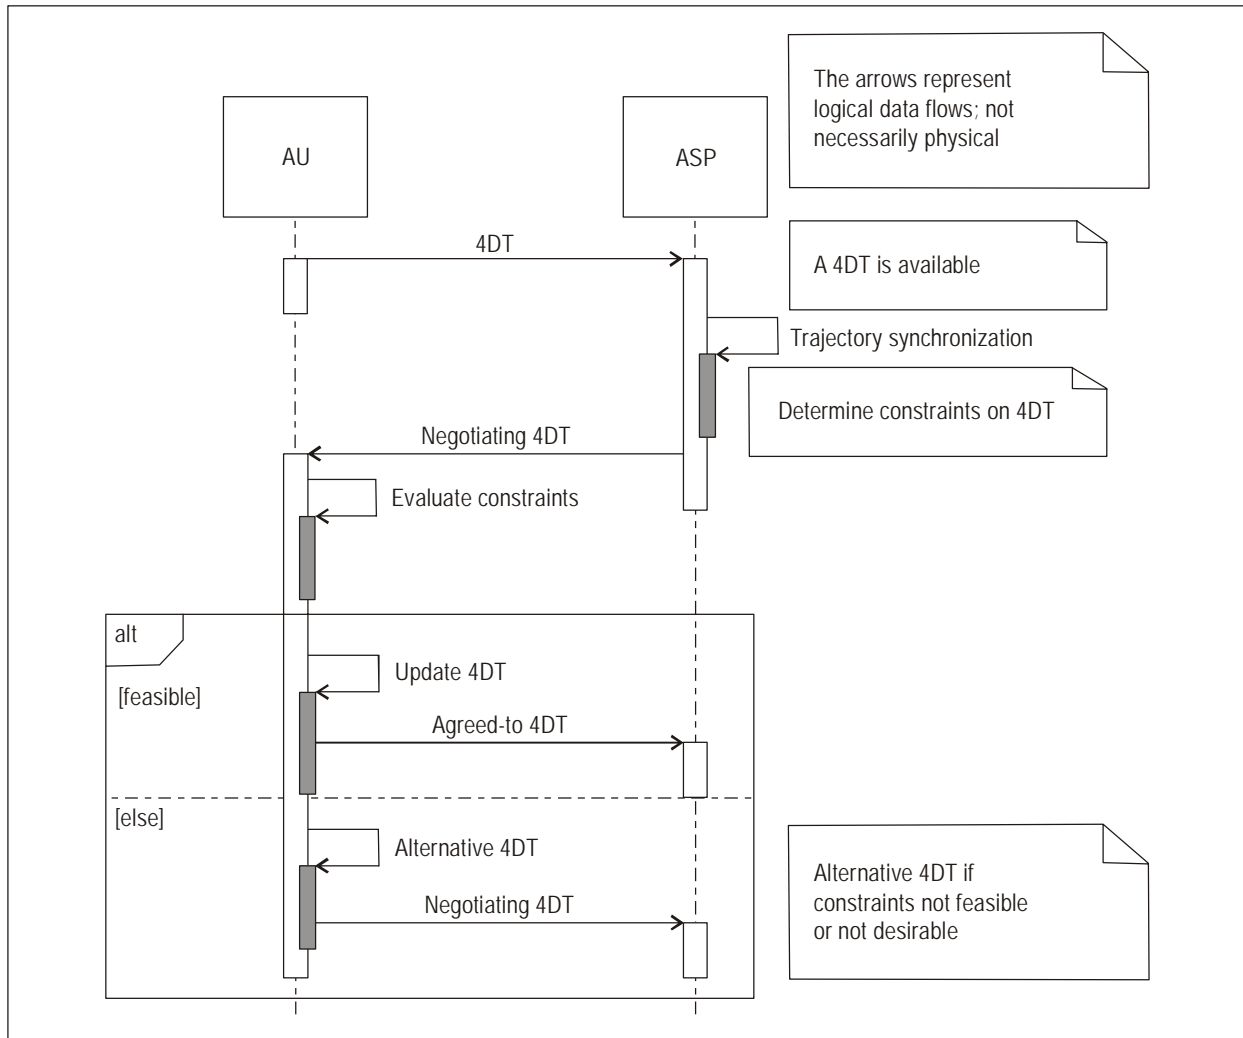 The arrows represent
logical data flows; not
necessarily physical
AU
ASP
4DT
A 4DT is available
Trajectory synchronization
Determine constraints on 4DT
Negotiating 4DT
Evaluate constraints
alt
[feasible]
Update 4DT
Agreed-to 4DT
[else]
Alternative 4DT
Negotiating 4DT
Alternative 4DT if
constraints not feasible
or not desirable